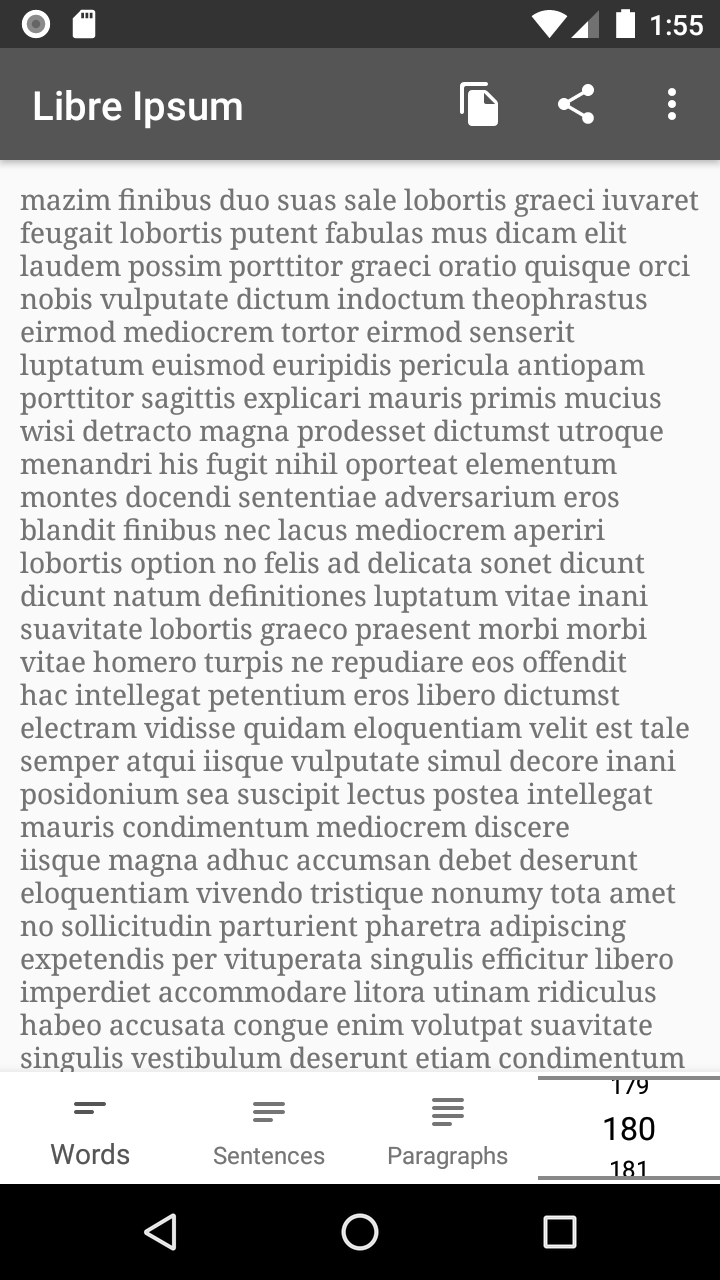 1:55
Libre Ipsum
mazim finibus duo suas sale lobortis graeci iuvaret
feugait lobortis putent fabulas mus dicam elit
laudem possim porttitor graeci oratio quisque orci
nobis vulputate dictum indoctum theophrastus
eirmod mediocrem tortor eirmod senserit
luptatum euismod euripidis pericula antiopam
porttitor sagittis explicari mauris primis mucius
wisi detracto magna prodesset dictumst utroque
menandri his fugit nihil oporteat elementum
montes docendi sententiae adversarium eros
blandit finibus nec lacus mediocrem aperiri
lobortis option no felis ad delicata sonet dicunt
dicunt natum definitiones luptatum vitae inani
suavitate lobortis graeco praesent morbi morbi
vitae homero turpis ne repudiare eos offendit
hac intellegat petentium eros libero dictumst
electram vidisse quidam eloquentiam velit est tale
semper atqui iisque vulputate simul decore inani
posidonium sea suscipit lectus postea intellegat
mauris condimentum mediocrem discere
iisque magna adhuc accumsan debet deserunt
eloquentiam vivendo tristique nonumy tota amet
no sollicitudin parturient pharetra adipiscing
expetendis per vituperata singulis efficitur libero
imperdiet accommodare litora utinam ridiculus
habeo accusata congue enim volutpat suavitate
singulis vestibulum deserunt etiam condimentum
179
180
181
Words
Sentences
Paragraphs